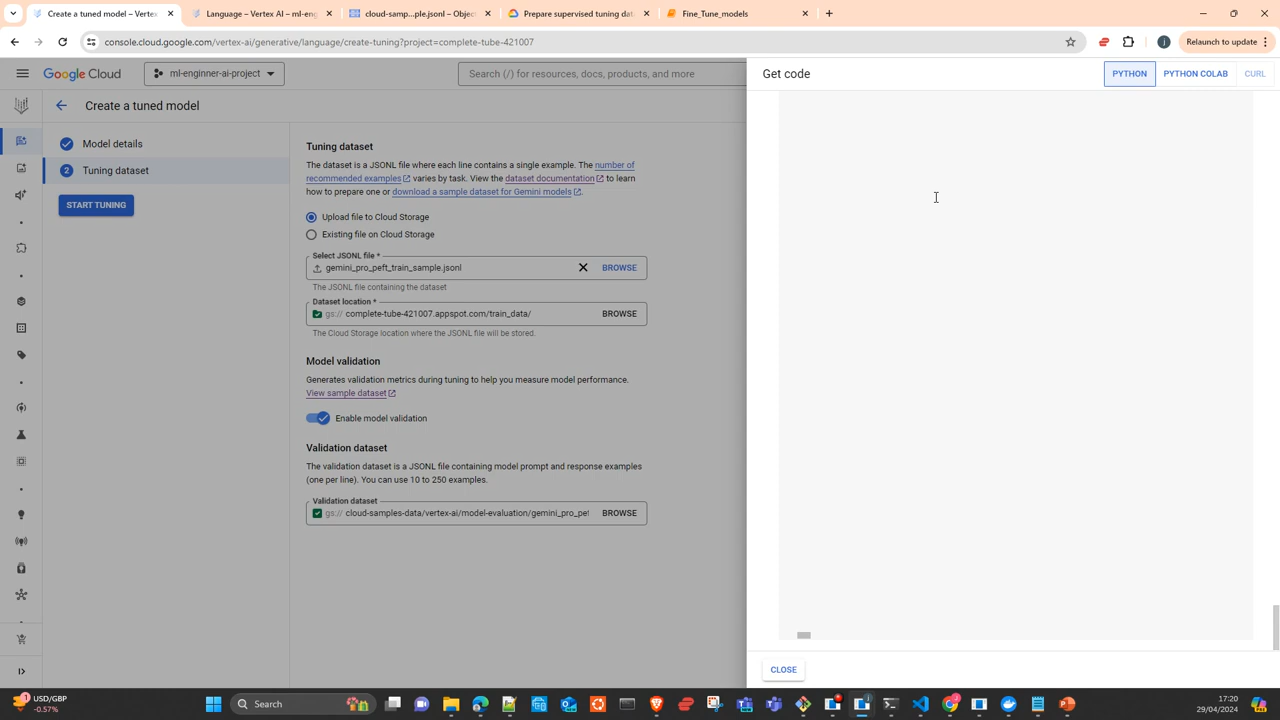 Create a tuned model – Vertex
Language – Vertex AI – ml-eng
cloud-samp...ple.jsonl – Objec
Prepare supervised tuning dat
Fine_Tune_models
console.cloud.google.com/vertex-ai/generative/language/create-tuning?project=complete-tube-421007
Relaunch to update
Google Cloud
ml-enginner-ai-project
Search (/) for resources, docs, products, and more
Get code
PYTHON
PYTHON COLAB
CURL
Create a tuned model
Model details
2
Tuning dataset
START TUNING
Tuning dataset
The dataset is a JSONL file where each line contains a single example. The number of
recommended examples varies by task. View the dataset documentation to learn
how to prepare one or download a sample dataset for Gemini models.
Upload file to Cloud Storage
Existing file on Cloud Storage
Select JSONL file *
gemini_pro_peft_train_sample.jsonl
BROWSE
The JSONL file containing the dataset
Dataset location *
gs:// complete-tube-421007.appspot.com/train_data/
BROWSE
The Cloud Storage location where the JSONL file will be stored.
Model validation
Generates validation metrics during tuning to help you measure model performance.
View sample dataset
Enable model validation
Validation dataset
The validation dataset is a JSONL file containing model prompt and response examples
(one per line). You can use 10 to 250 examples.
Validation dataset
gs:// cloud-samples-data/vertex-ai/model-evaluation/gemini_pro_pe
BROWSE
CLOSE
USD/GBP
-0.57%
Search
17:20
29/04/2024